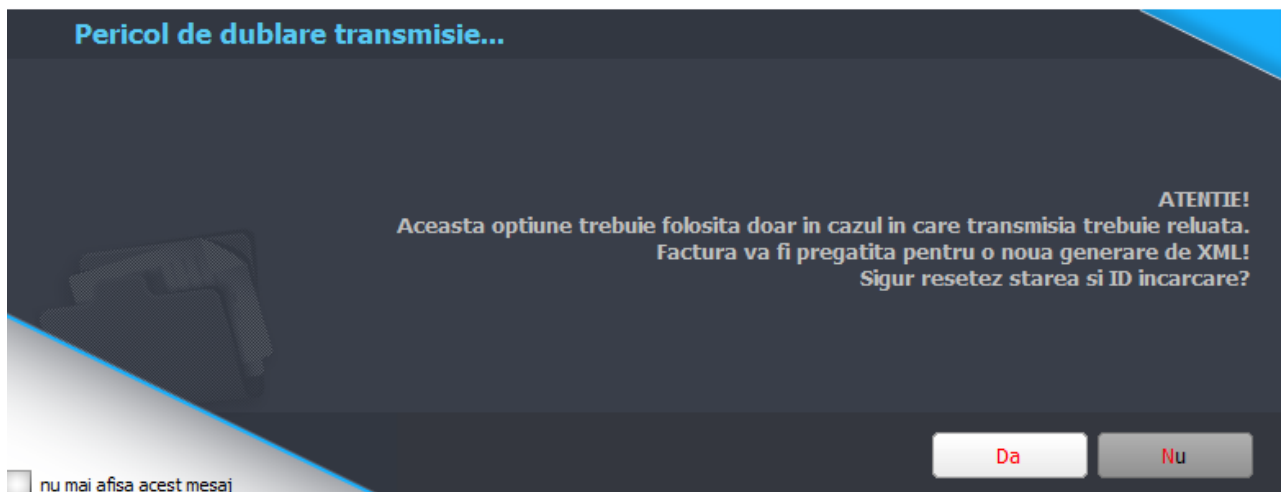 Pericol de dublare transmisie...
ATENTIE!
Aceasta optiune trebuie folosita doar in cazul in care transmisia trebuie reluata.
Factura va fi pregatita pentru o noua generare de XML!
Sigur resetez starea si ID incarcare?
Da
Nu
nu mai afisa acest mesaj